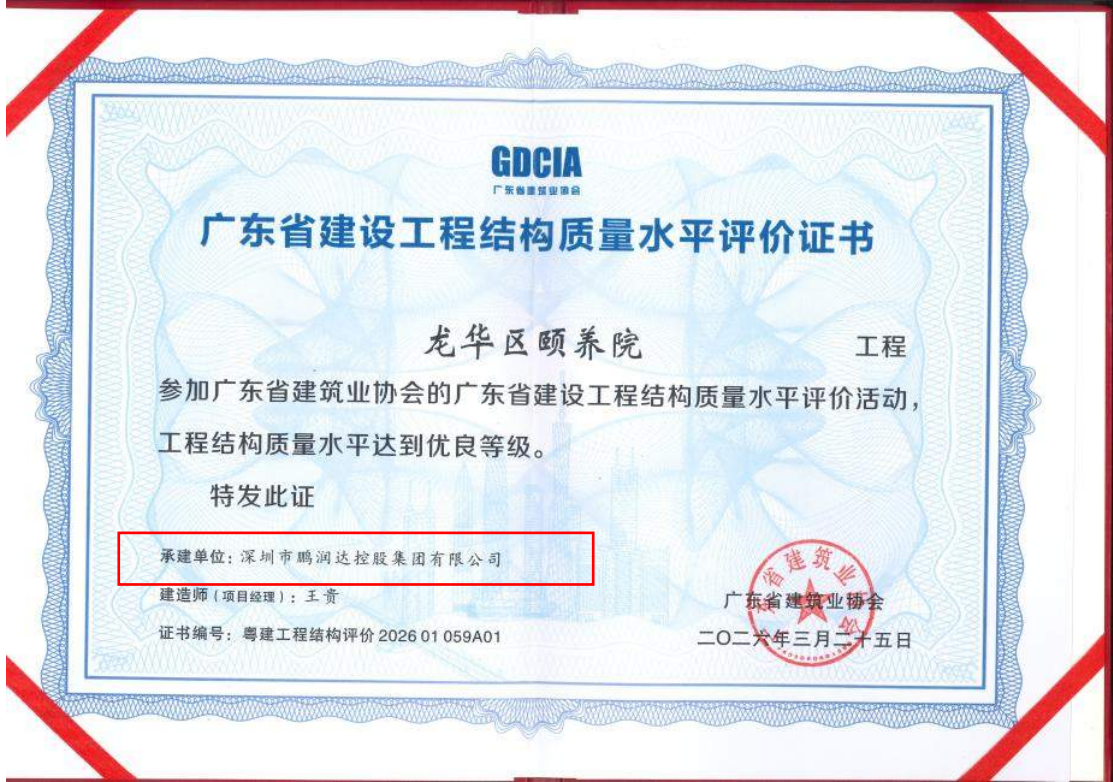 GDCIA
广东省建筑业协会
广东省建设工程结构质量水平评价证书
龙华区颐养院 工程
参加广东省建筑业协会的广东省建设工程结构质量水平评价活动，
工程结构质量水平达到优良等级。
特发此证
承建单位：深圳市鹏润达控股集团有限公司
建造师（项目经理）：王贵
证书编号：粤建工程结构评价 2026 01 059A01
广东省建筑业协会
二〇二六年三月二十五日